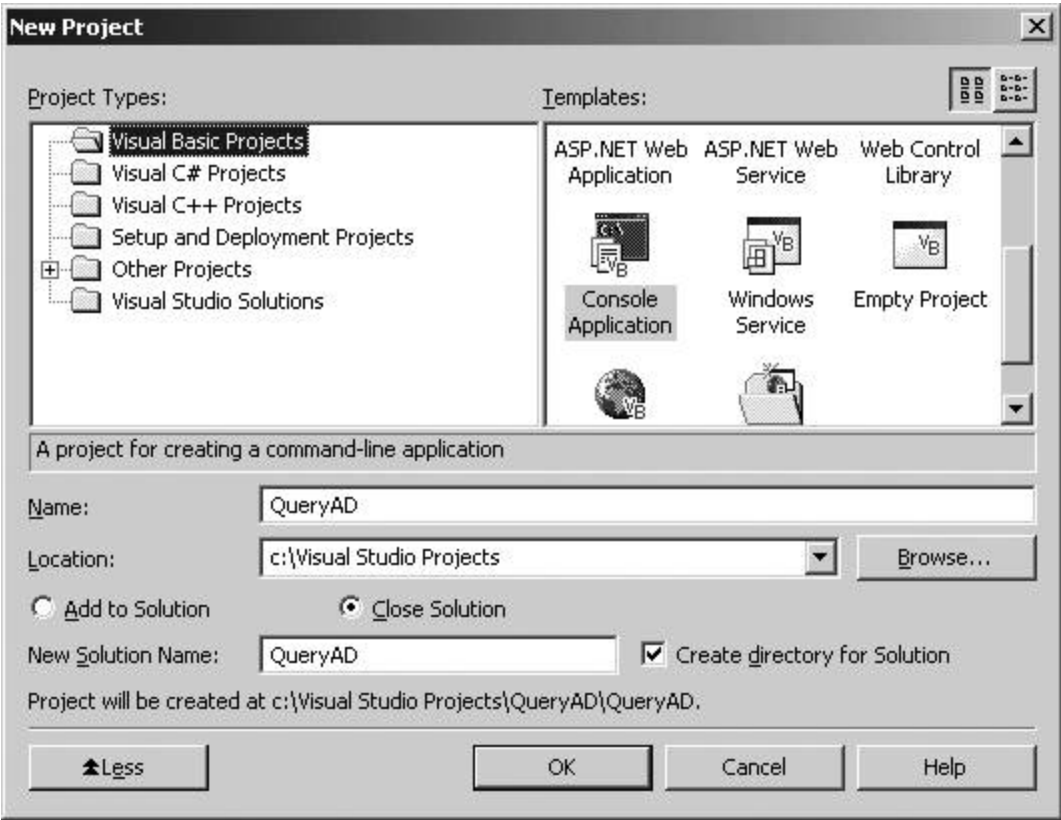 New Project
Project Types:
Templates:
Visual Basic Projects
Visual C# Projects
Visual C++ Projects
Setup and Deployment Projects
Other Projects
Visual Studio Solutions
ASP.NET Web ASP.NET Web Web Control
Application Service Library
VB VB VB
Console Windows Empty Project
Application Service
VB
A project for creating a command-line application
Name: QueryAD
Location: c:\Visual Studio Projects Browse...
Add to Solution Close Solution
New Solution Name: QueryAD Create directory for Solution
Project will be created at c:\Visual Studio Projects\QueryAD\QueryAD.
Less OK Cancel Help